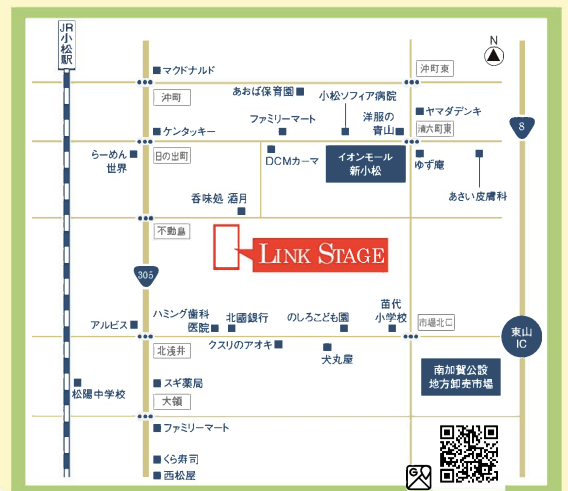 JR
小松駅
N
マクドナルド
沖町
沖町東
あおば保育園
小松ソフィア病院
ヤマダデンキ
ケンタッキー
ファミリーマート
洋服の
青山
清六町東
8
らーめん
世界
日の出町
DCMカーマ
イオンモール
新小松
ゆず庵
あさい皮膚科
香味処 酒月
不動島
LINK STAGE
305
アルビス
ハミング歯科
医院
北國銀行
のしろこども園
苗代
小学校
市場北口
東山
IC
北浅井
クスリのアオキ
犬丸屋
南加賀公設
地方卸売市場
松陽中学校
スギ薬局
大領
ファミリーマート
くら寿司
西松屋